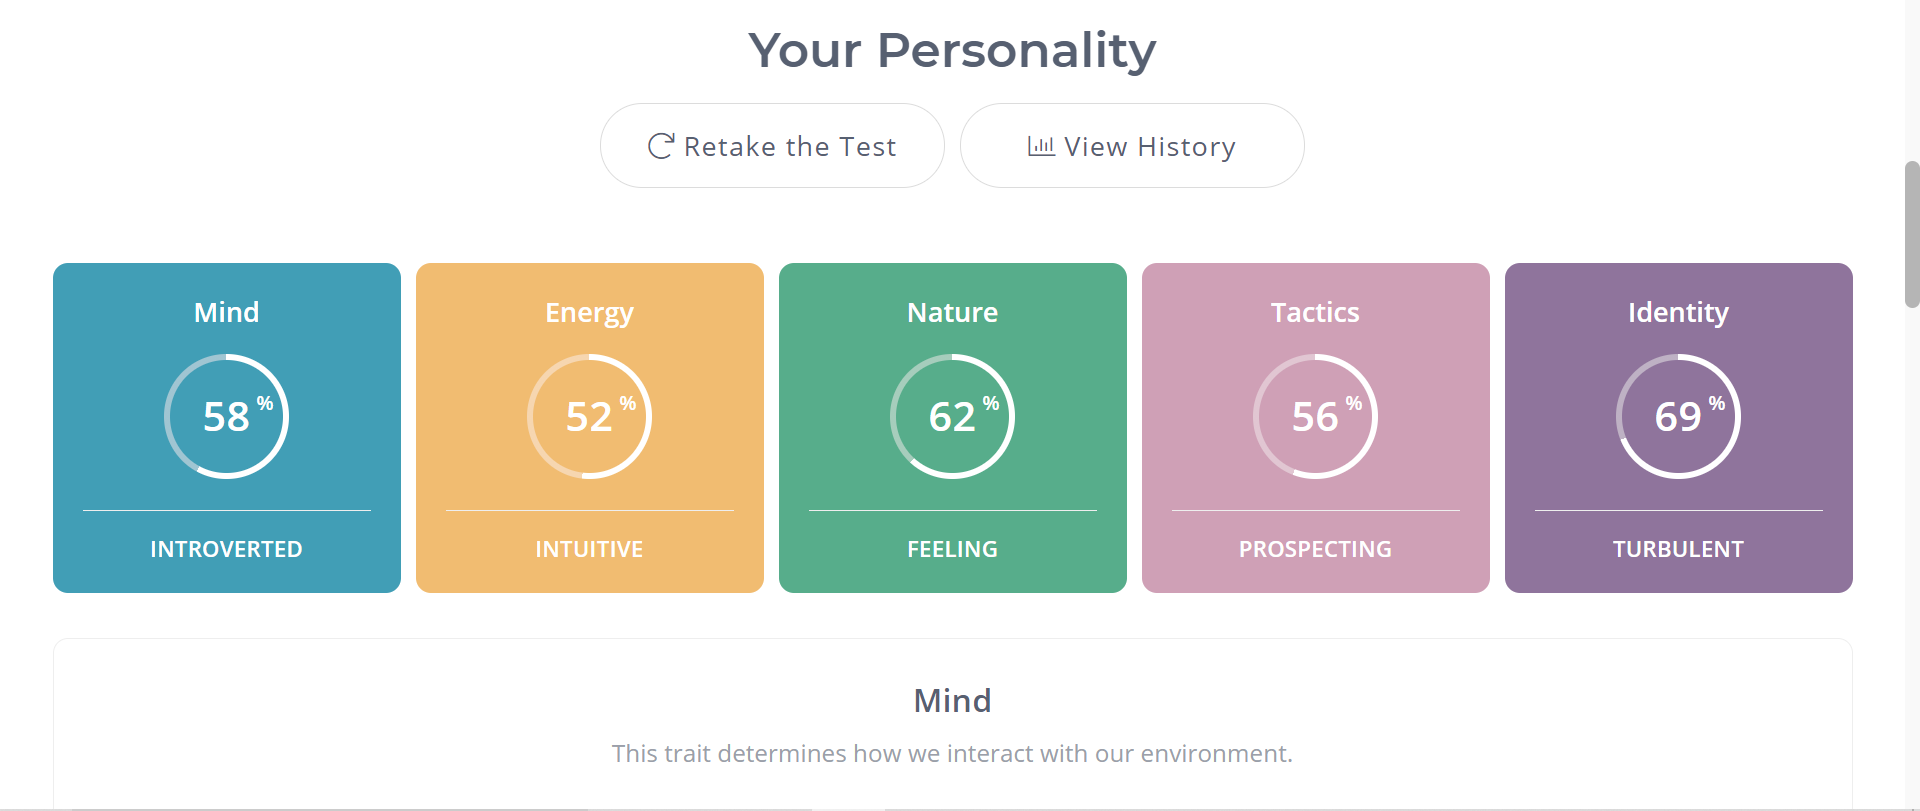 Your Personality
Retake the Test
View History
Mind
58 %
INTROVERTED
Energy
52 %
INTUITIVE
Nature
62 %
FEELING
Tactics
56 %
PROSPECTING
Identity
69 %
TURBULENT
Mind
This trait determines how we interact with our environment.